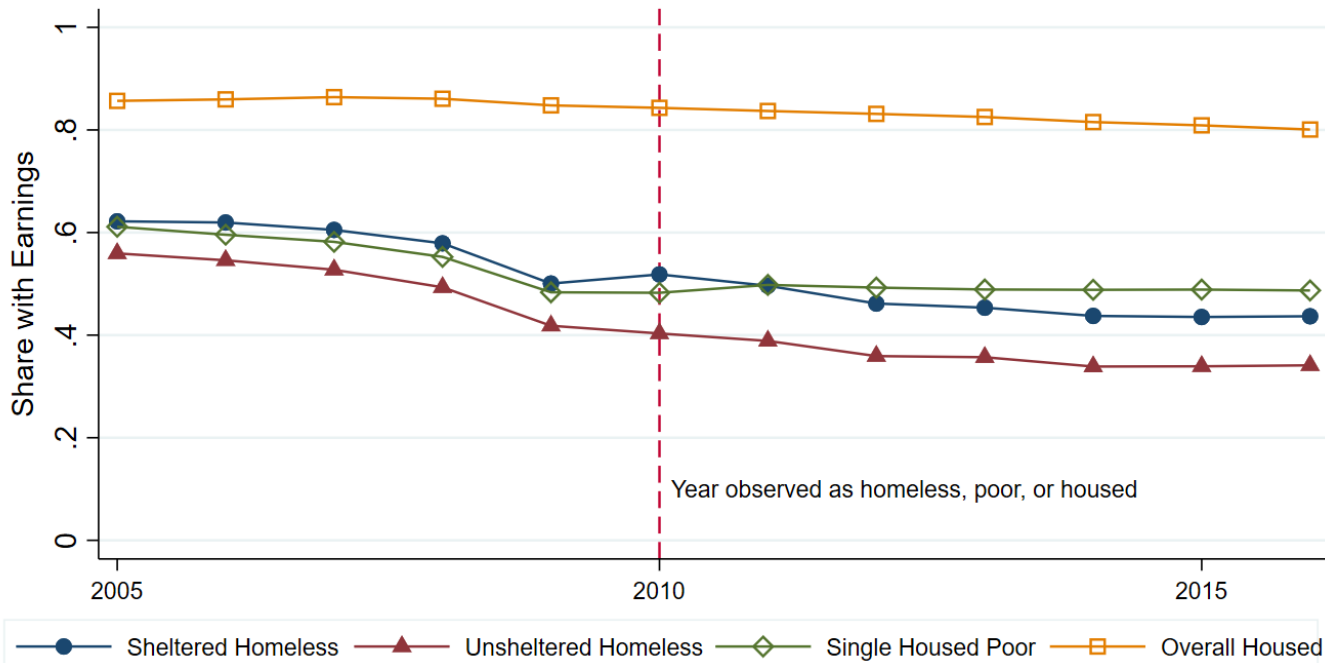 1
.8
.6
.4
.2
0
Share with Earnings
Year observed as homeless, poor, or housed
2005
2010
2015
Sheltered Homeless
Unsheltered Homeless
Single Housed Poor
Overall Housed